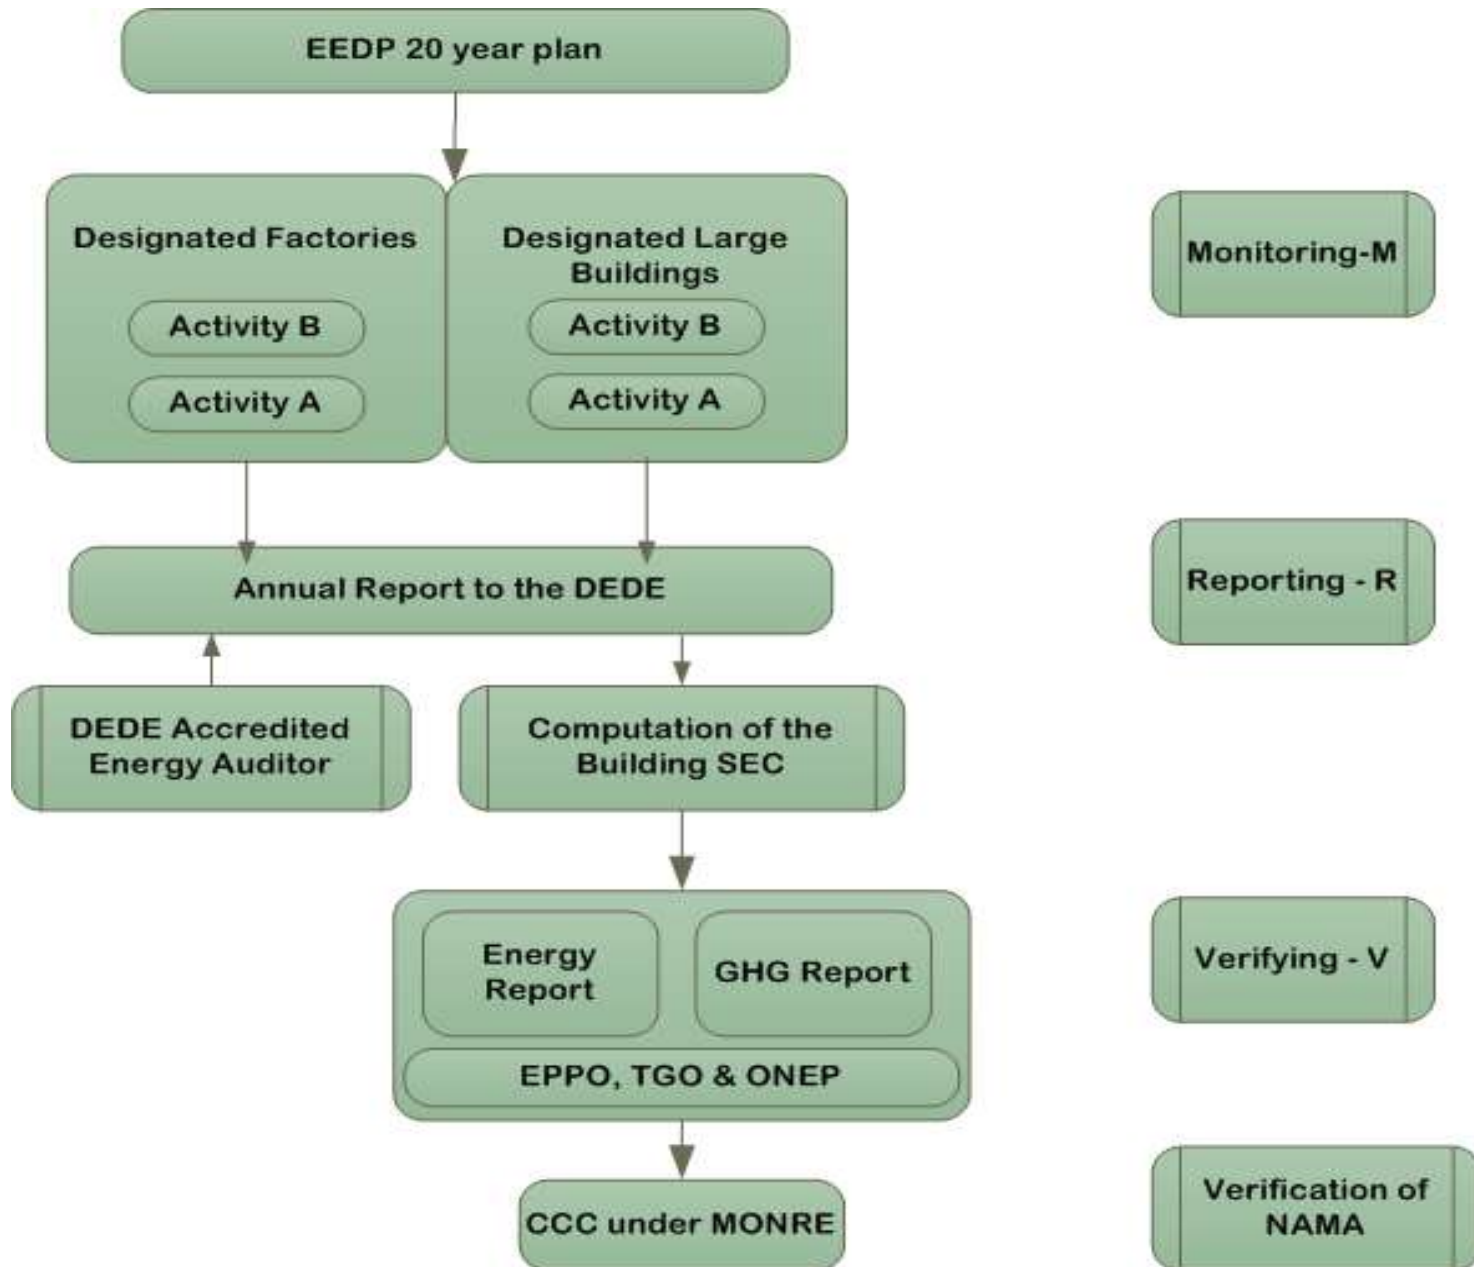 EEDP 20 year plan
Designated Factories
Activity B
Activity A
Designated Large
Buildings
Activity B
Activity A
Monitoring-M
Annual Report to the DEDE
Reporting - R
DEDE Accredited
Energy Auditor
Computation of the
Building SEC
Energy
Report
GHG Report
EPPO, TGO & ONEP
Verifying - V
CCC under MONRE
Verification of
NAMA